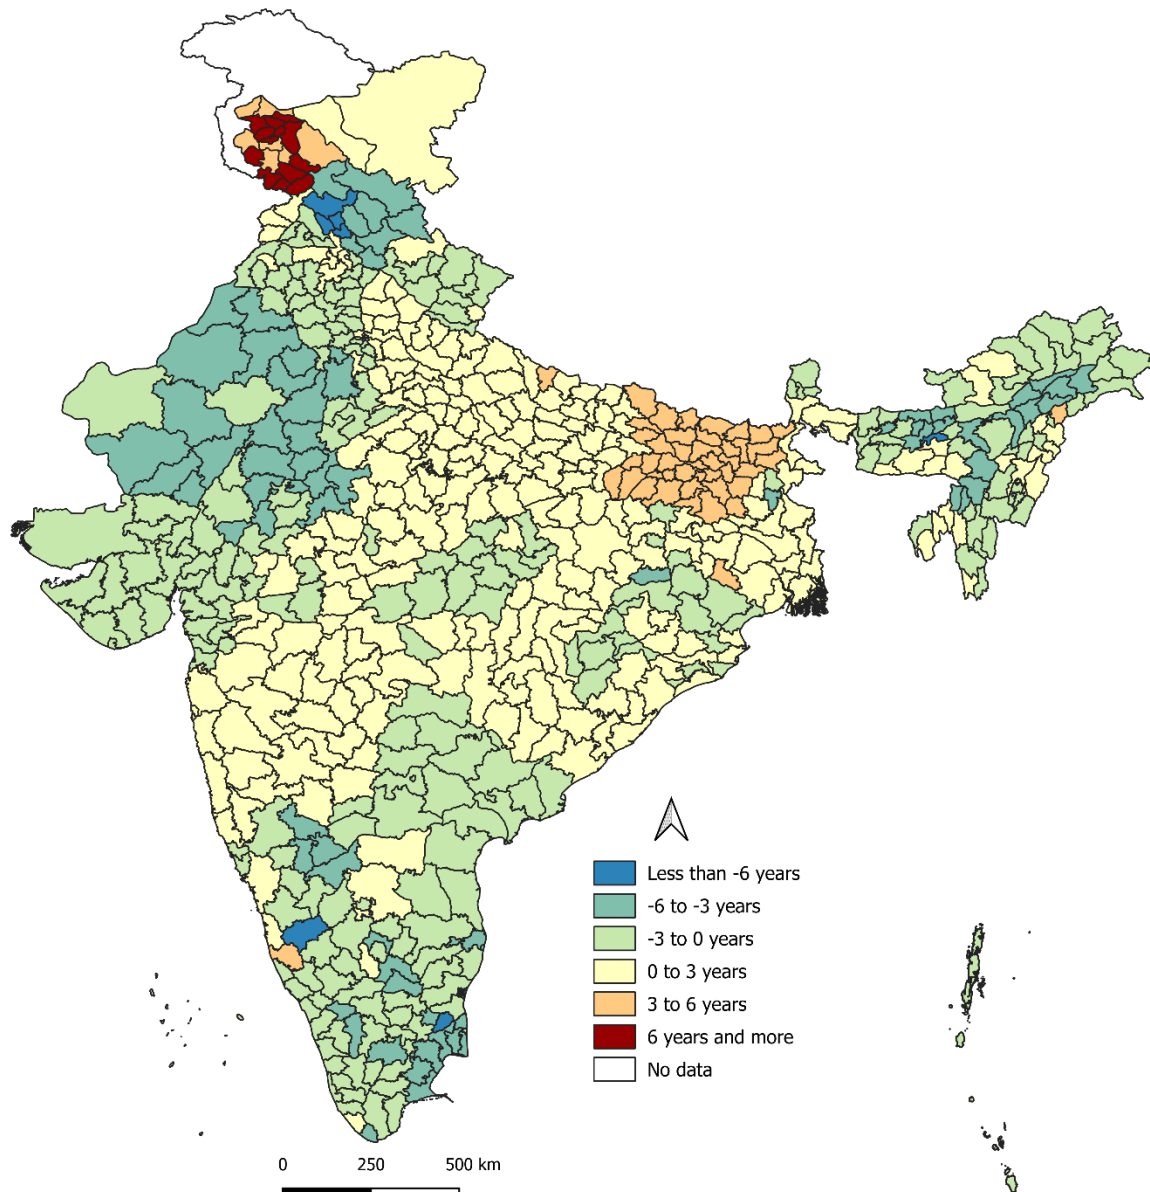 Less than -6 years
-6 to -3 years
-3 to 0 years
0 to 3 years
3 to 6 years
6 years and more
No data
0 250 500 km